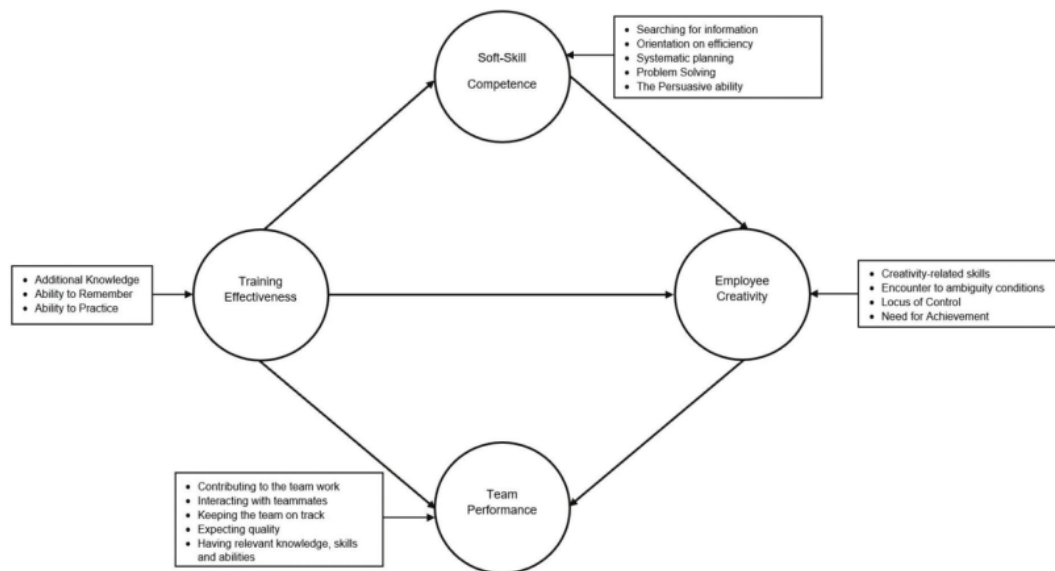 Soft-Skill
Competence
• Searching for information
• Orientation on efficiency
• Systematic planning
• Problem Solving
• The Persuasive ability
• Additional Knowledge
• Ability to Remember
• Ability to Practice
Training
Effectiveness
Employee
Creativity
• Creativity-related skills
• Encounter to ambiguity conditions
• Locus of Control
• Need for Achievement
• Contributing to the team work
• Interacting with teammates
• Keeping the team on track
• Expecting quality
• Having relevant knowledge, skills
and abilities
Team
Performance